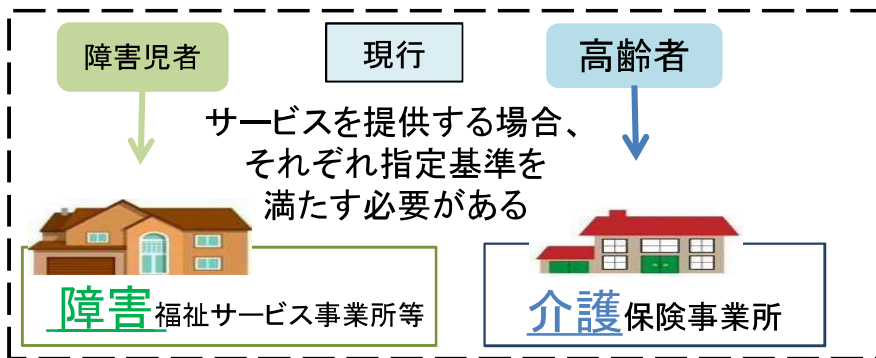 障害児者
現行
高齢者
サービスを提供する場合、
それぞれ指定基準を
満たす必要がある
障害福祉サービス事業所等
介護保険事業所